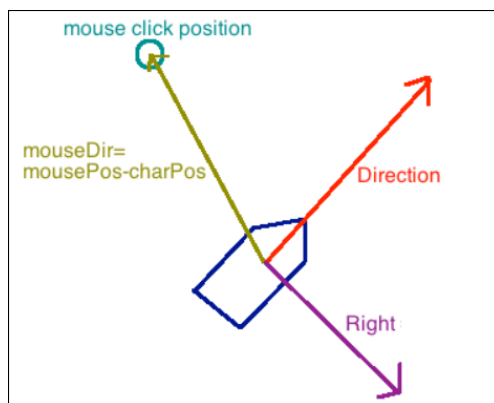 mouse click position
mouseDir=
mousePos-charPos
Direction
Right